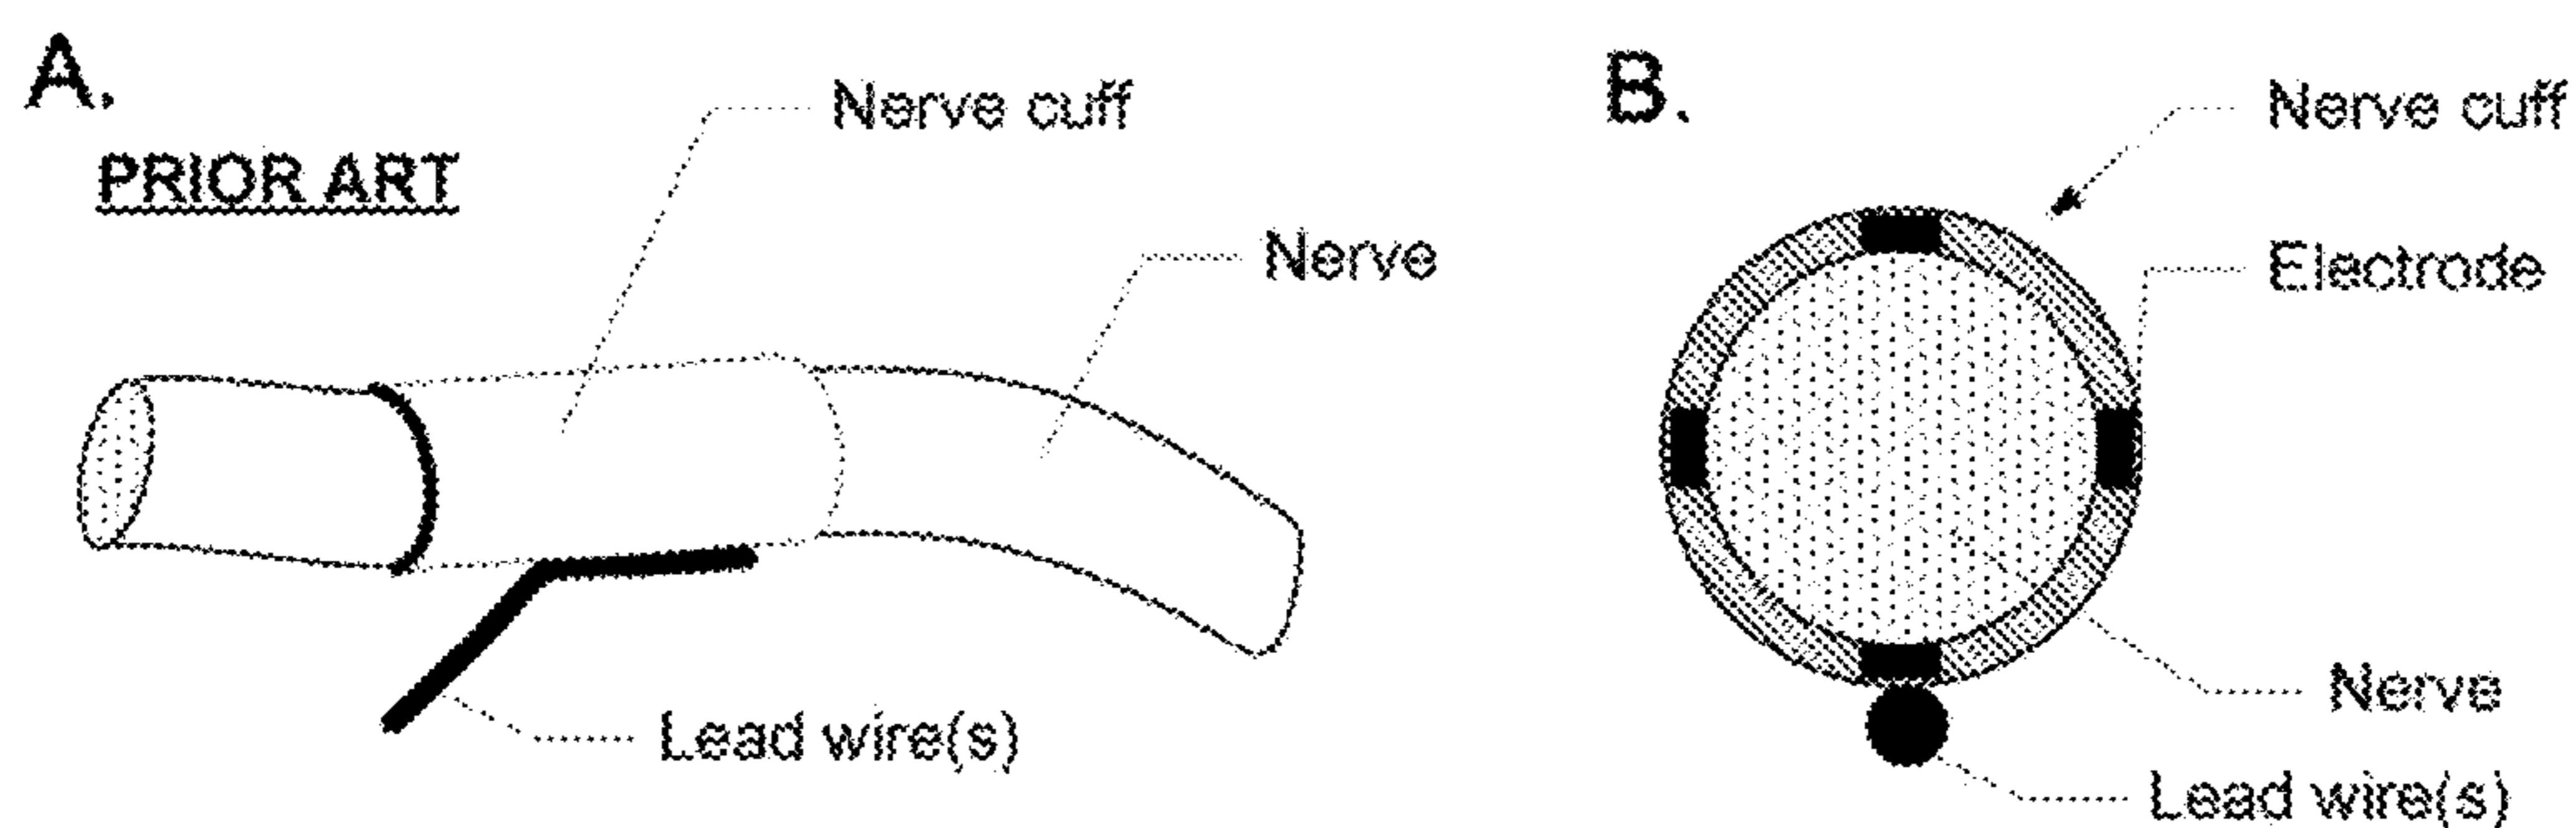 A.
PRIOR ART
Nerve cuff
Nerve
Lead wire(s)
B.
Nerve cuff
Electrode
Nerve
Lead wire(s)